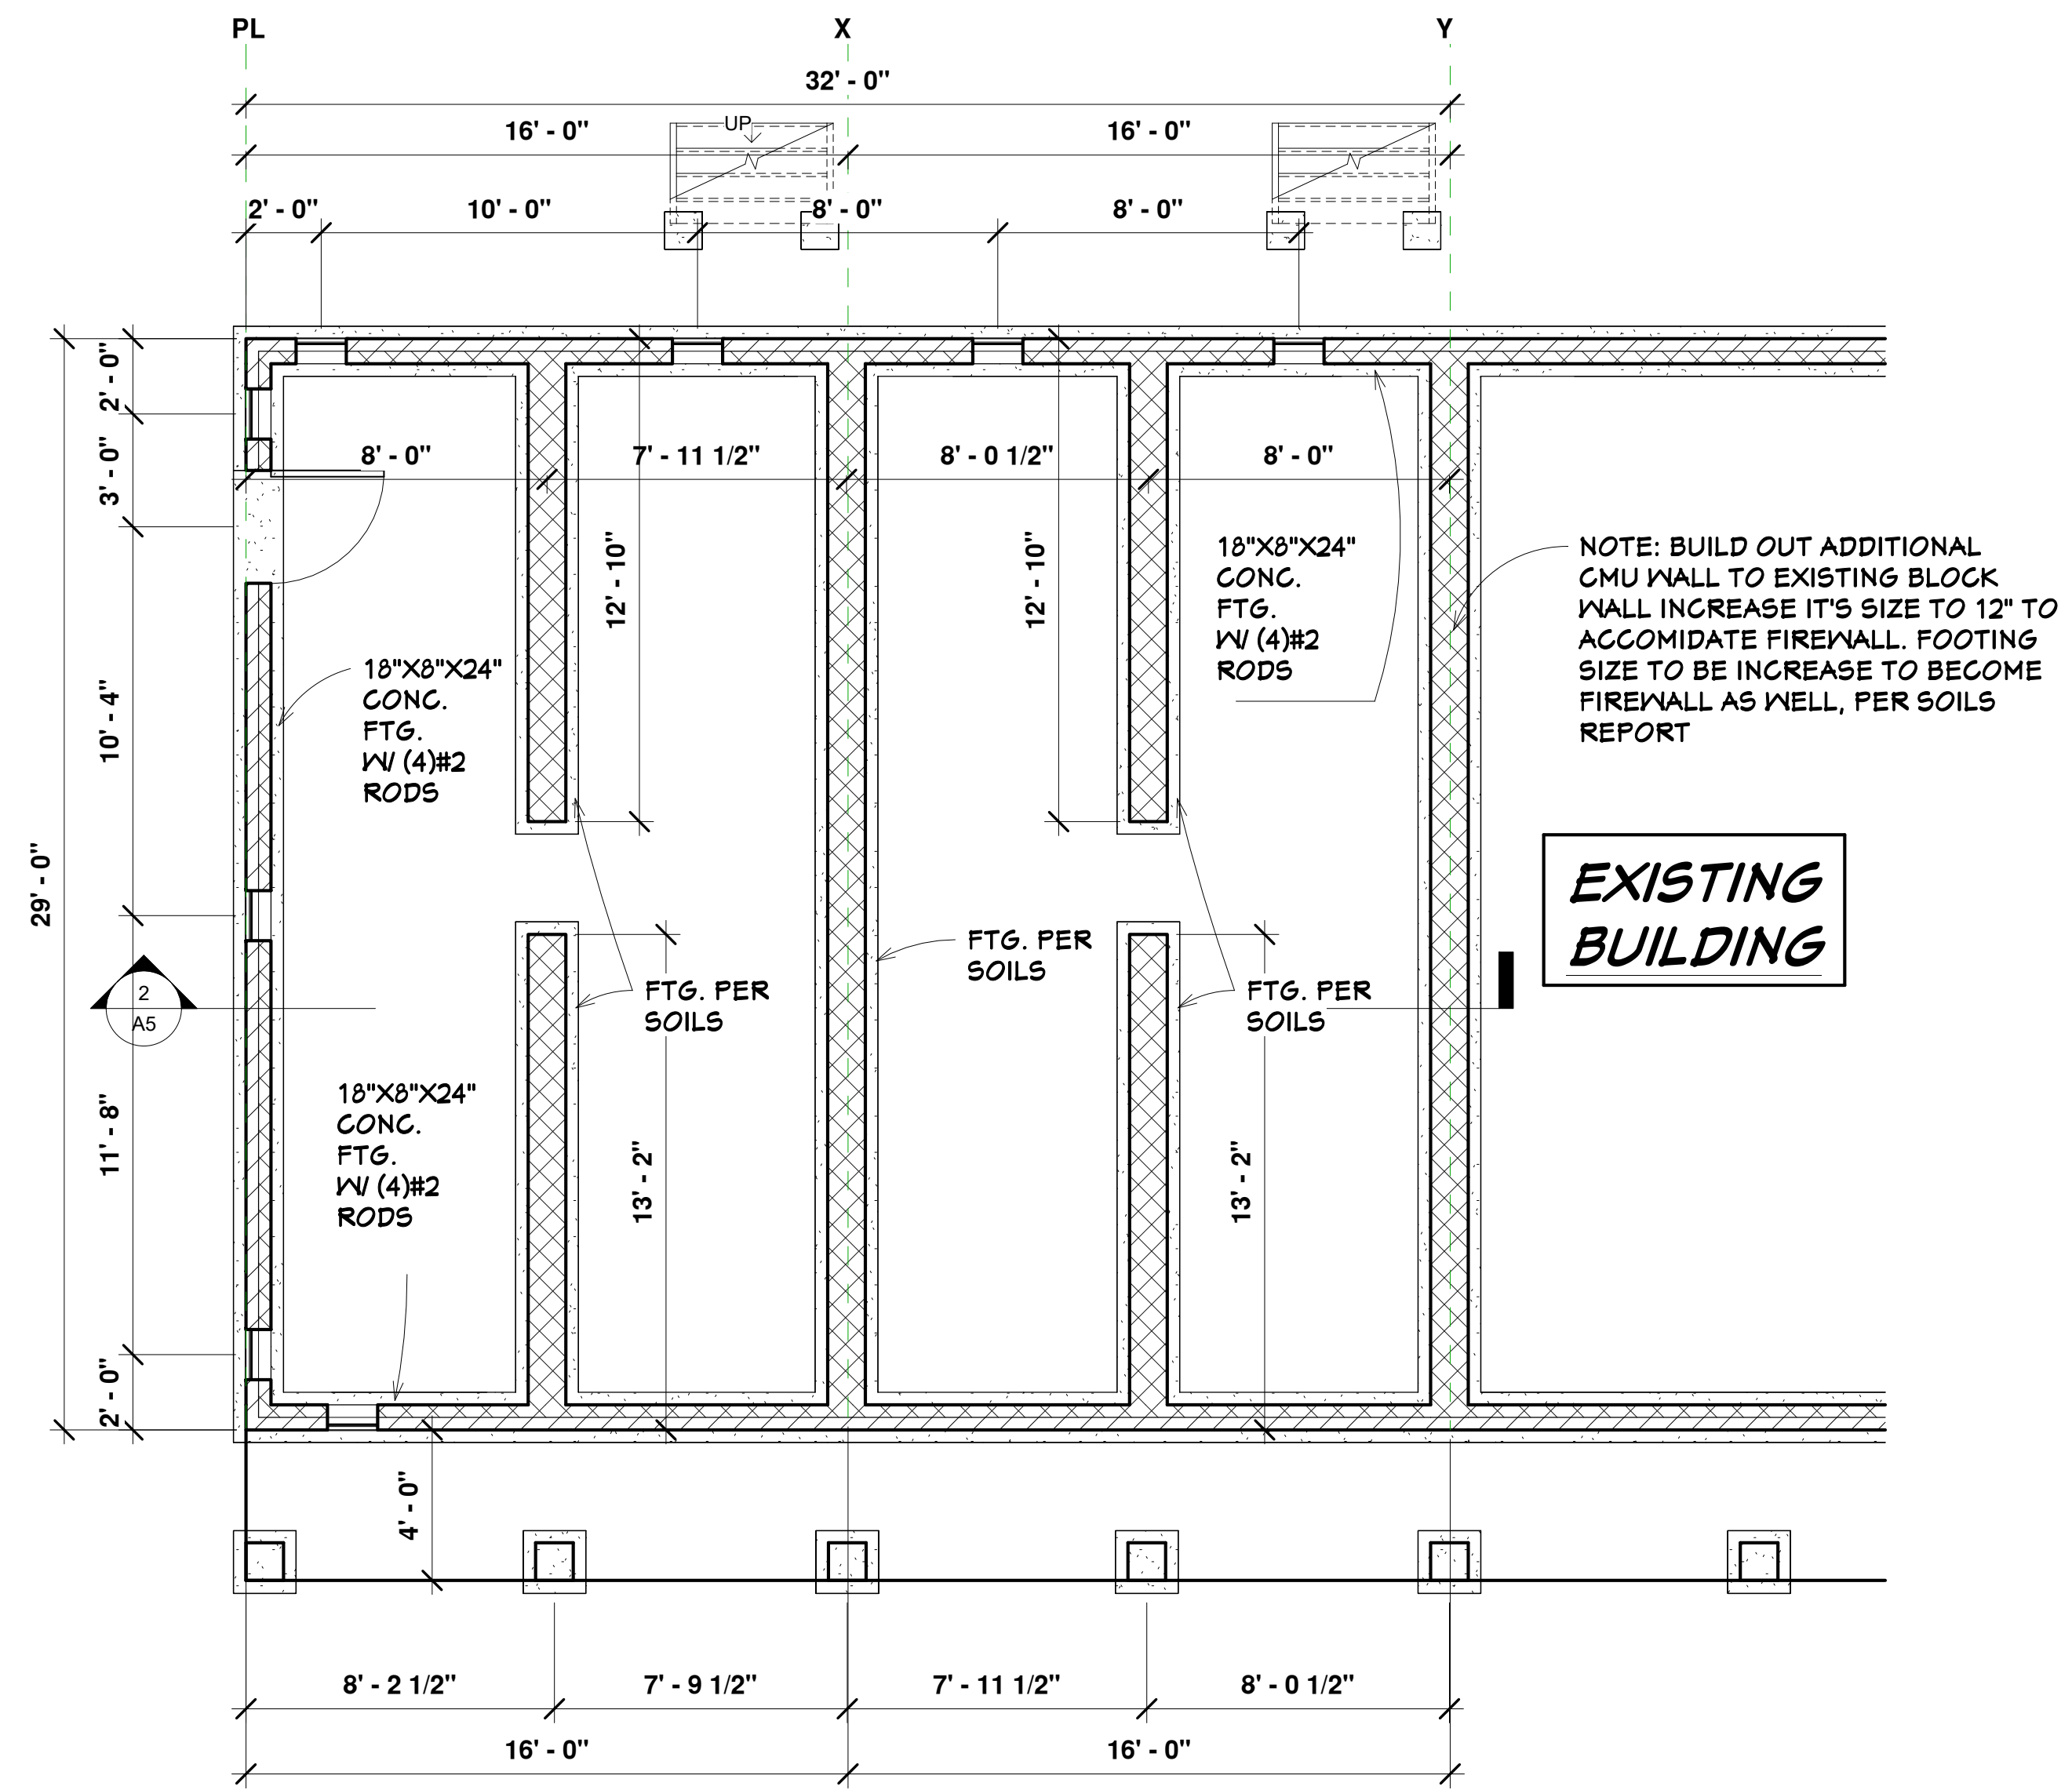 PL X Y
32' - 0"
16' - 0" 16' - 0"
UP
2' - 0" 10' - 0" 8' - 0" 8' - 0"
2' - 0"
3' - 0"
10' - 4"
11' - 8"
2' - 0"
29' - 0"
8' - 0" 7' - 11 1/2" 8' - 0 1/2" 8' - 0"
12' - 10" 12' - 10"
18"X8"X24"
CONC.
FTG.
W/ (4)#2
RODS
18"X8"X24"
CONC.
FTG.
W/ (4)#2
RODS
NOTE: BUILD OUT ADDITIONAL
CMU WALL TO EXISTING BLOCK
WALL INCREASE IT'S SIZE TO 12" TO
ACCOMIDATE FIREWALL. FOOTING
SIZE TO BE INCREASE TO BECOME
FIREWALL AS WELL, PER SOILS
REPORT
EXISTING
BUILDING
2
A5
FTG. PER
SOILS
FTG. PER
SOILS
FTG. PER
SOILS
18"X8"X24"
CONC.
FTG.
W/ (4)#2
RODS
13' - 2" 13' - 2"
4' - 0"
8' - 2 1/2" 7' - 9 1/2" 7' - 11 1/2" 8' - 0 1/2"
16' - 0" 16' - 0"